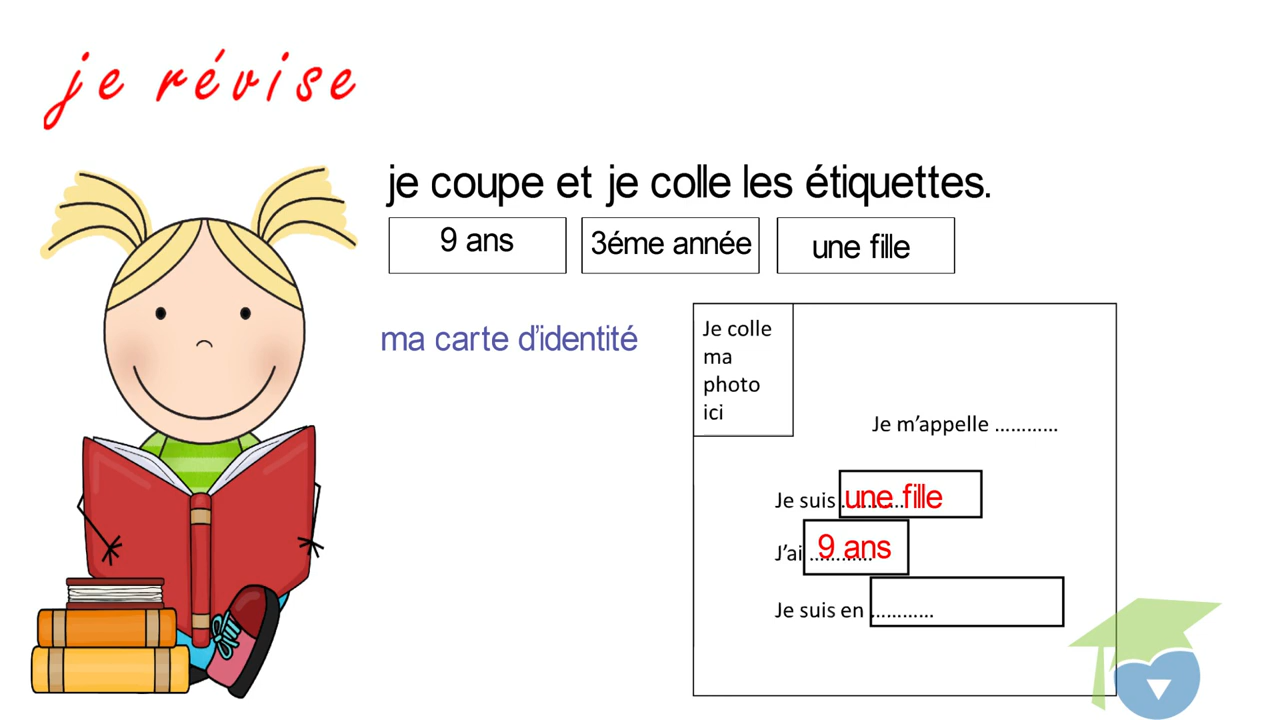 je révise
je coupe et je colle les étiquettes.
9 ans
3éme année
une fille
ma carte d'identité
Je colle
ma
photo
ici
Je m'appelle …………
Je suis une fille
J'ai 9 ans
Je suis en …………